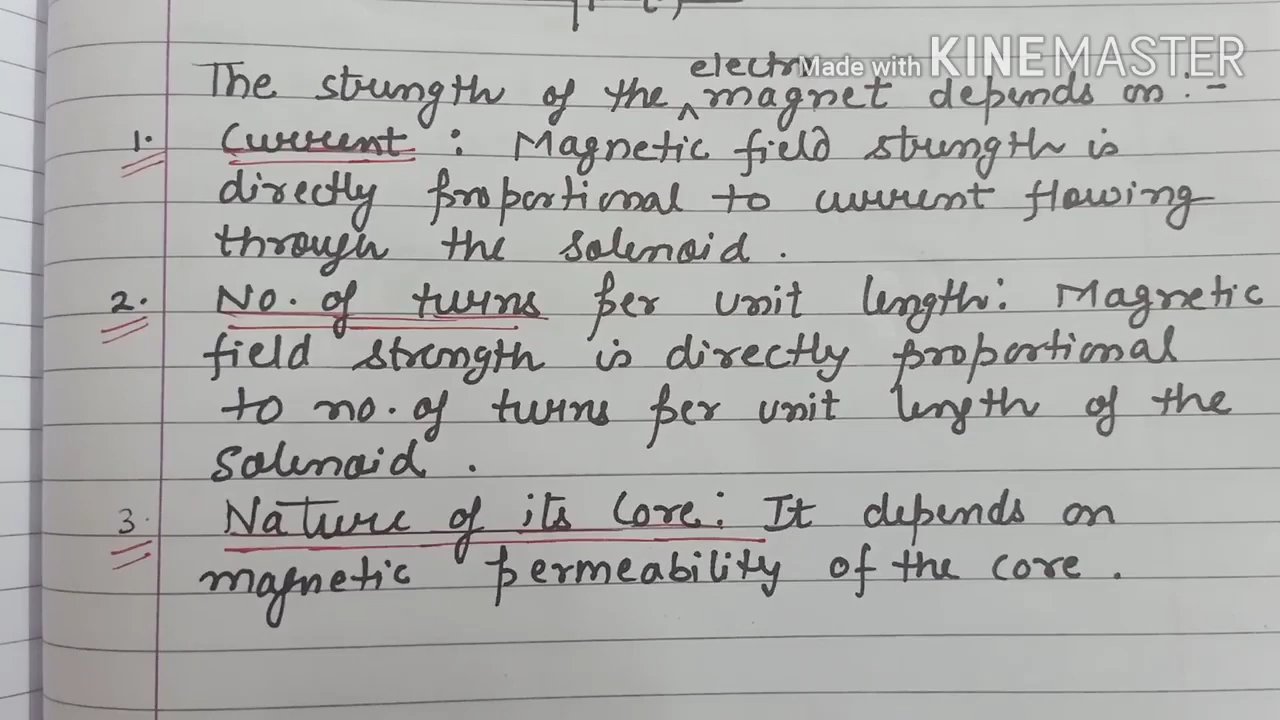 Made with KINEMASTER
electro
The strength of the ^ magnet depends on :-
1. Current : Magnetic field strength is
directly proportional to current flowing
through the solenoid .
2. No. of turns per unit length: Magnetic
field strength is directly proportional
to no. of turns per unit length of the
Solenoid .
3. Nature of its Core: It depends on
magnetic permeability of the core .